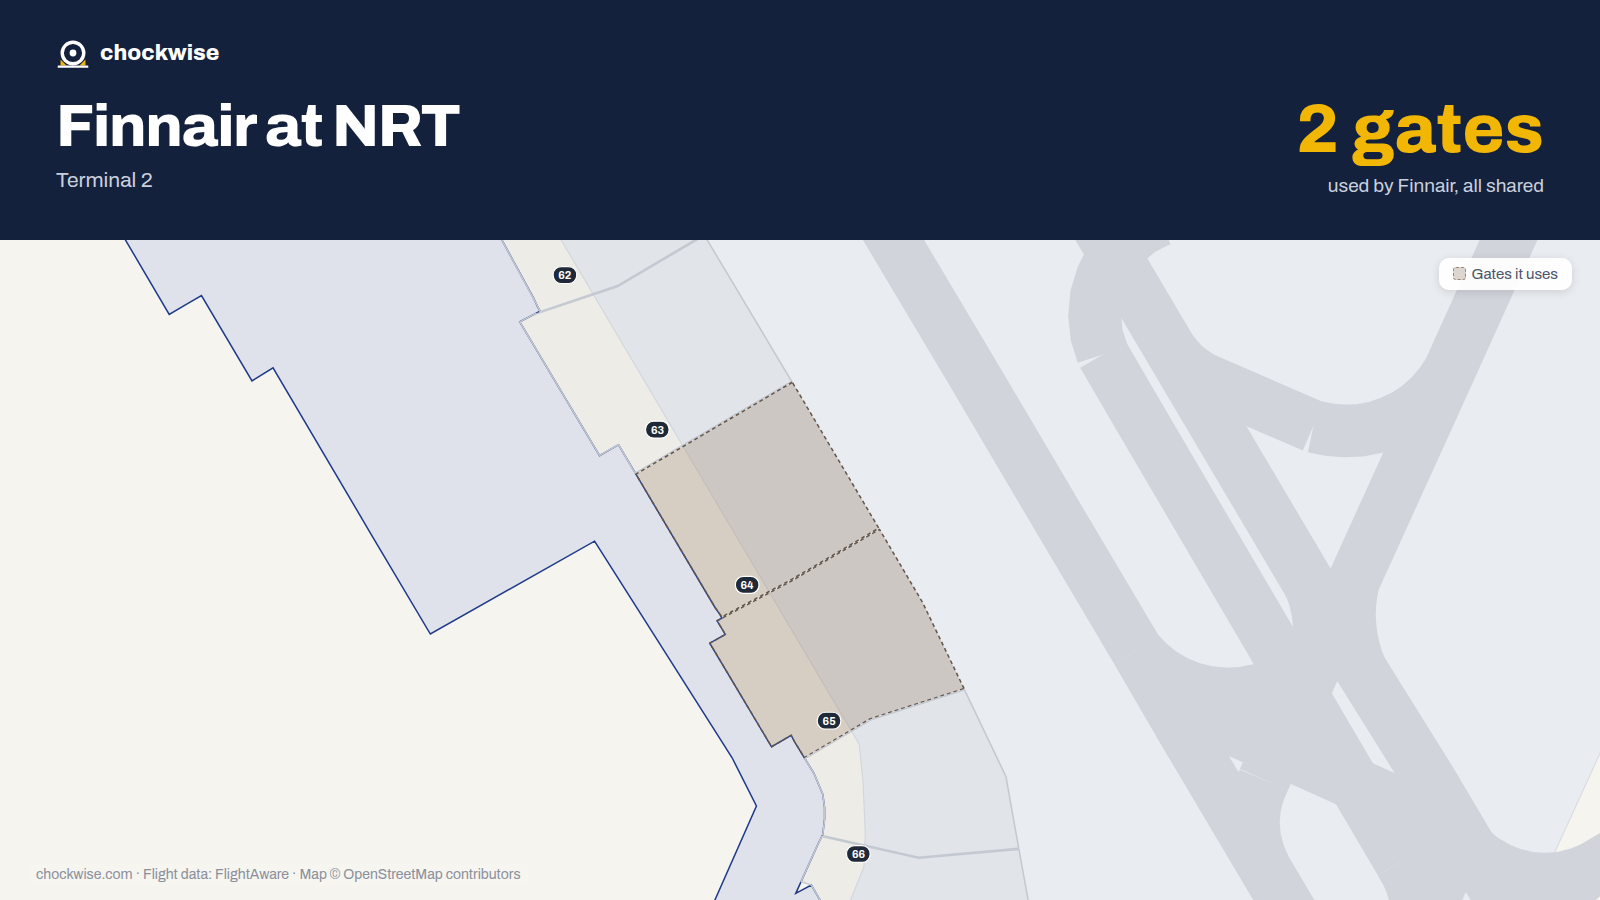 chockwise
Finnair at NRT
Terminal 2
2 gates
used by Finnair, all shared
Gates it uses
62
63
64
65
66
chockwise.com · Flight data: FlightAware · Map © OpenStreetMap contributors